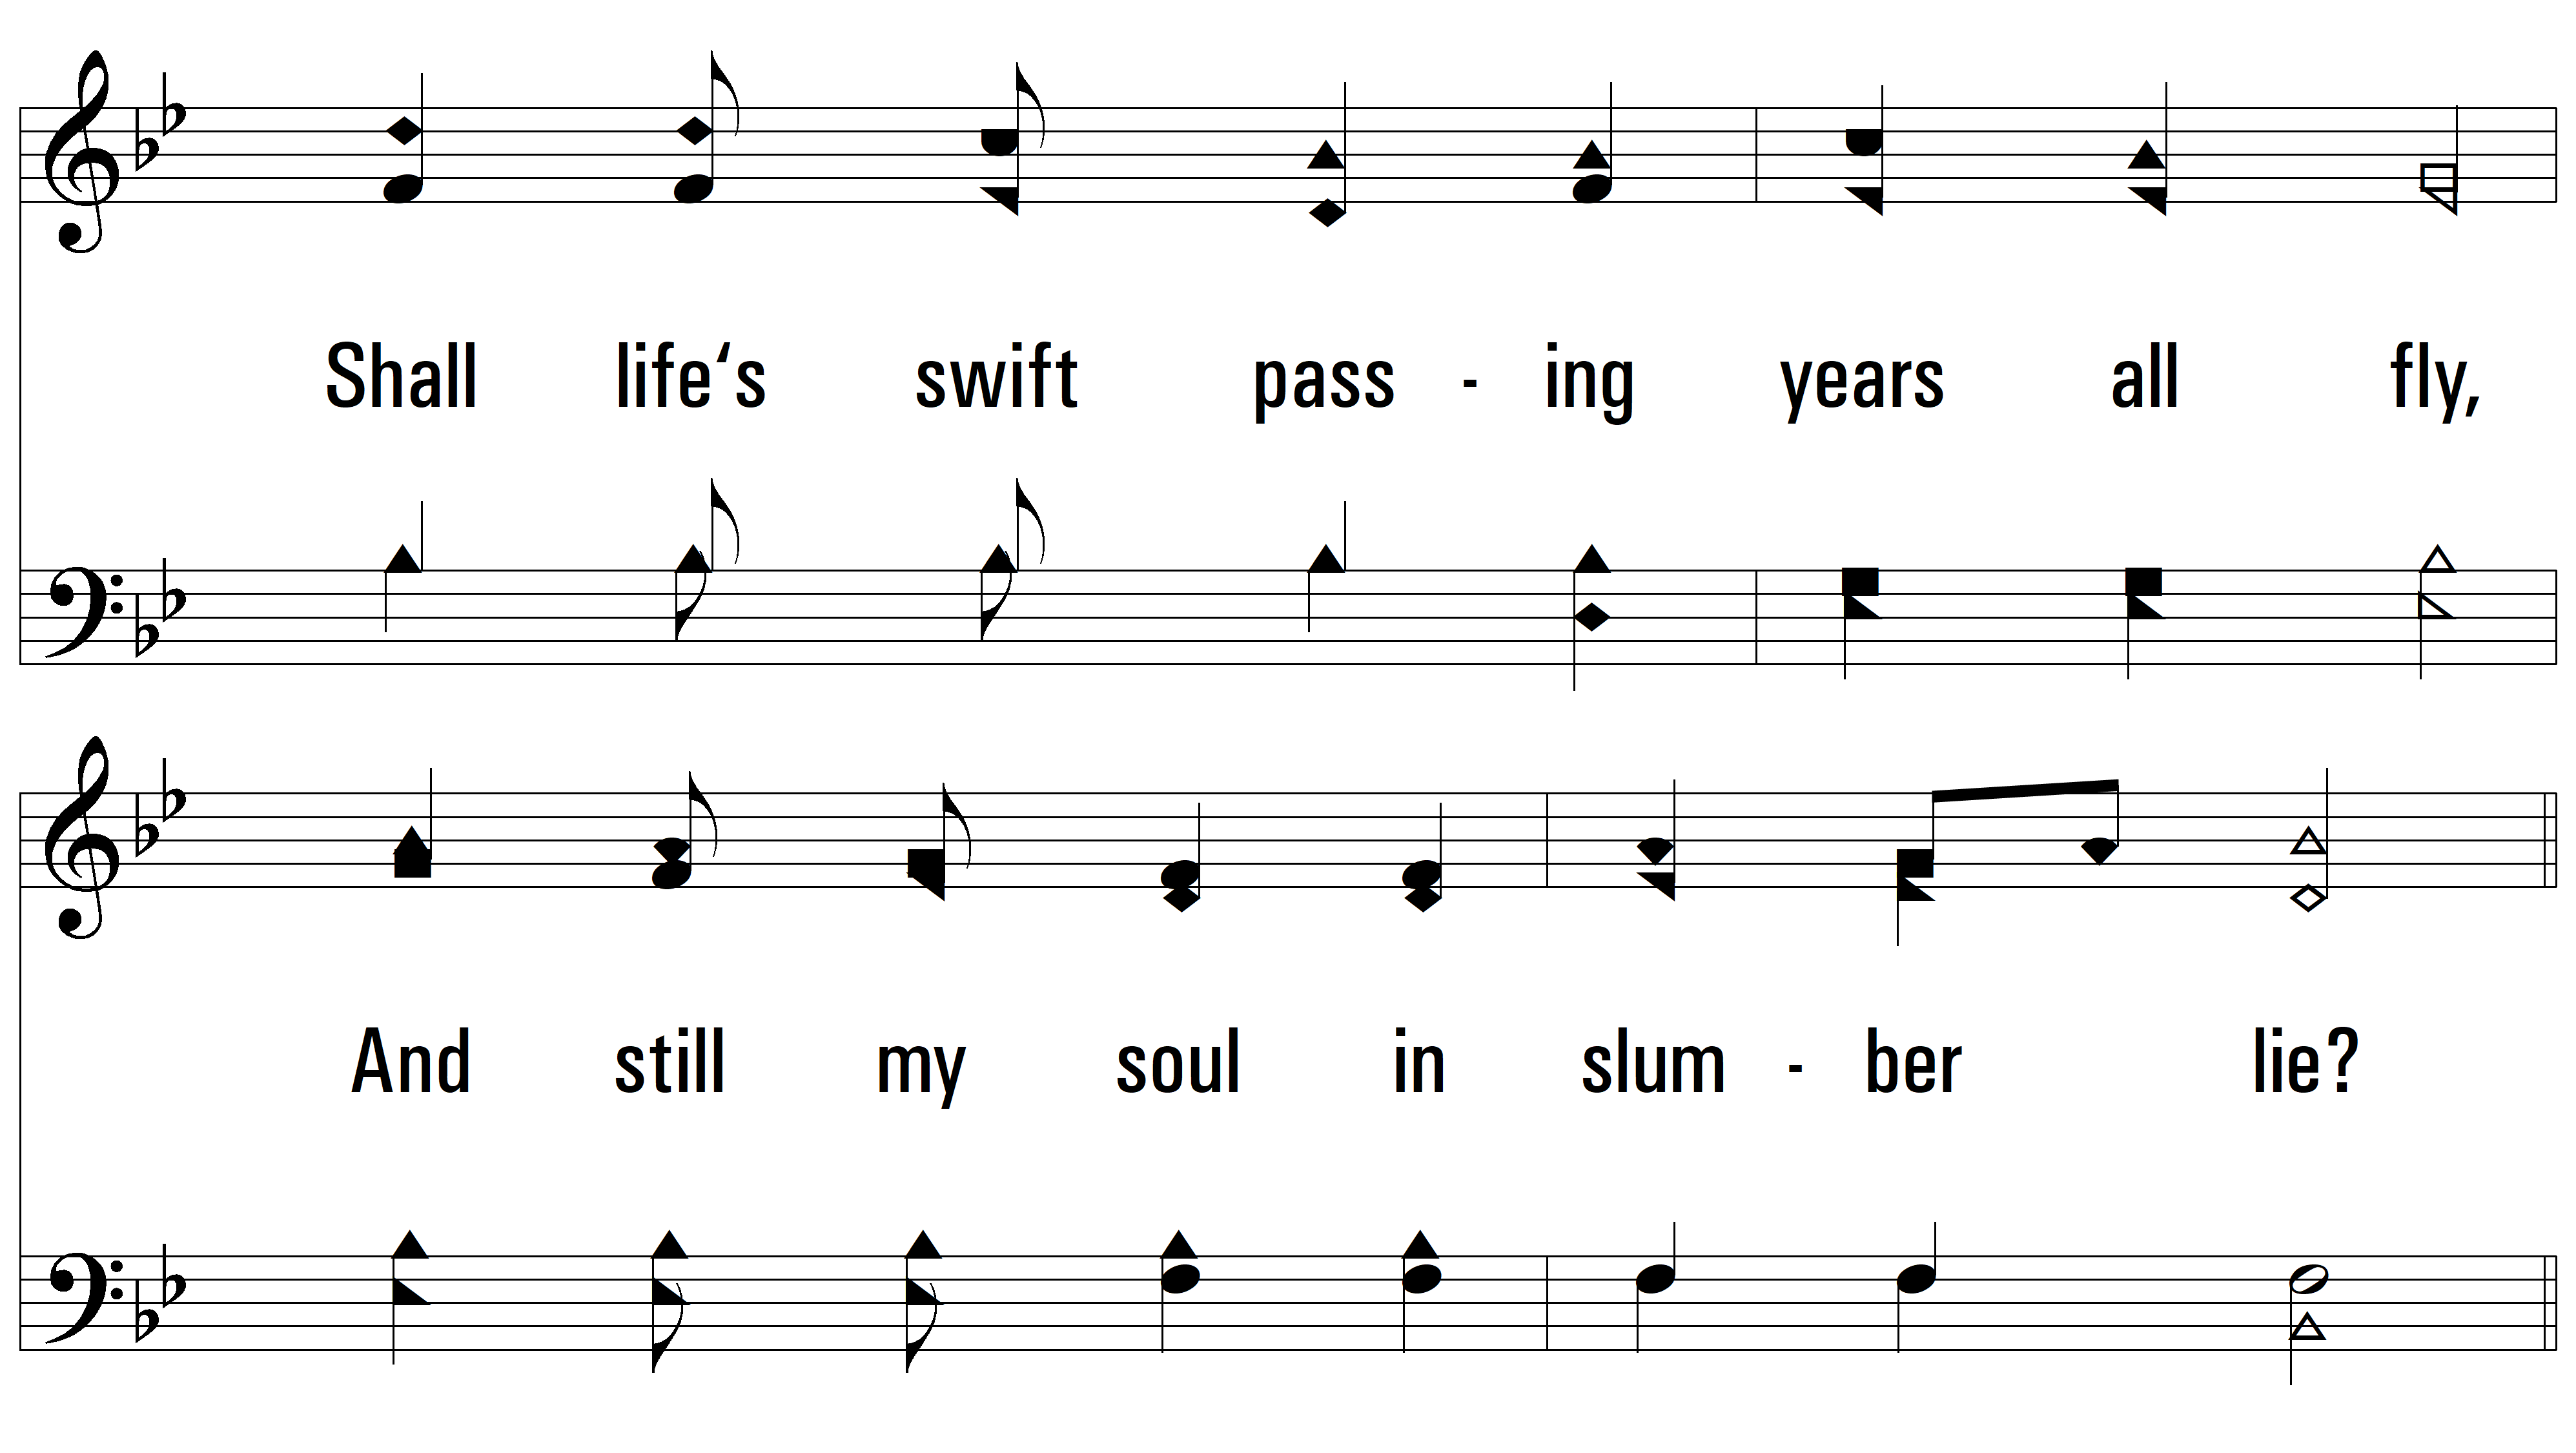 Shall life‘s swift pass - ing years all fly,
And still my soul in slum - ber lie?